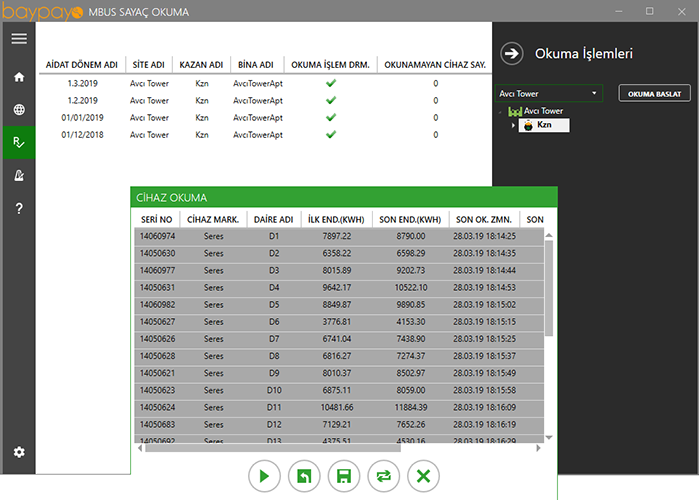 baypay MBUS SAYAÇ OKUMA
AİDAT DÖNEM ADI SİTE ADI KAZAN ADI BİNA ADI OKUMA İŞLEM DRM. OKUNAMAYAN CİHAZ SAY.
1.3.2019 Avcı Tower Kzn AvcıTowerApt 0
1.2.2019 Avcı Tower Kzn AvcıTowerApt 0
01/01/2019 Avcı Tower Kzn AvcıTowerApt 0
01/12/2018 Avcı Tower Kzn AvcıTowerApt 0
Okuma İşlemleri
Avcı Tower OKUMA BASLAT
Avcı Tower
Kzn
R
?
CİHAZ OKUMA
SERİ NO CİHAZ MARK. DAİRE ADI İLK END.(KWH) SON END.(KWH) SON OK. ZMN. SON
14060974 Seres D1 7897.22 8790.00 28.03.19 18:14:25
14050630 Seres D2 6358.22 6598.29 28.03.19 18:14:35
14060977 Seres D3 8015.89 9202.73 28.03.19 18:14:44
14050631 Seres D4 9642.17 10522.10 28.03.19 18:14:53
14060982 Seres D5 8849.87 9890.85 28.03.19 18:15:02
14050627 Seres D6 3776.81 4153.30 28.03.19 18:15:15
14050626 Seres D7 6741.04 7438.90 28.03.19 18:15:25
14050628 Seres D8 6816.27 7274.37 28.03.19 18:15:37
14050621 Seres D9 8010.37 8502.97 28.03.19 18:15:49
14050623 Seres D10 6875.11 8059.00 28.03.19 18:15:58
14050624 Seres D11 10481.66 11884.39 28.03.19 18:16:09
14050683 Seres D12 7129.21 7652.26 28.03.19 18:16:19
14050692 Seres D13 4375.51 4530.16 28.03.19 18:16:29